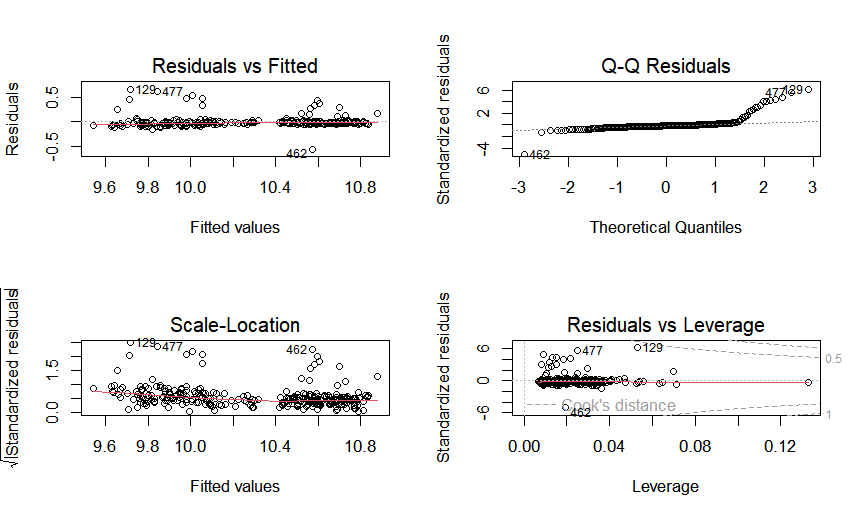 Residuals vs Fitted
Residuals
0.5
-0.5
129
477
462
9.6 9.8 10.0 10.4 10.8
Fitted values
Q-Q Residuals
Standardized residuals
6
2
-4
477
129
462
-3 -2 -1 0 1 2 3
Theoretical Quantiles
Scale-Location
√|Standardized residuals|
1.5
0.0
129
477
462
9.6 9.8 10.0 10.4 10.8
Fitted values
Residuals vs Leverage
Standardized residuals
6
0
-6
477
129
462
Cook's distance
0.5
1
0.00 0.04 0.08 0.12
Leverage